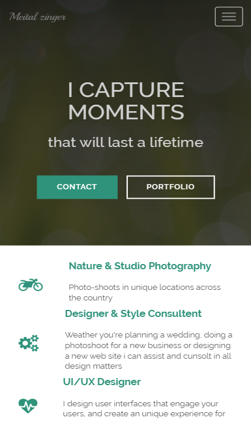 Meital zinger
I CAPTURE
MOMENTS
that will last a lifetime
CONTACT
PORTFOLIO
Nature & Studio Photography
Photo-shoots in unique locations across
the country
Designer & Style Consultent
Weather you're planning a wedding, doing a
photoshoot for a new business or designing
a new web site i can assist and cunsolt in all
design matters
UI/UX Designer
I design user interfaces that engage your
users, and create an unique experience for